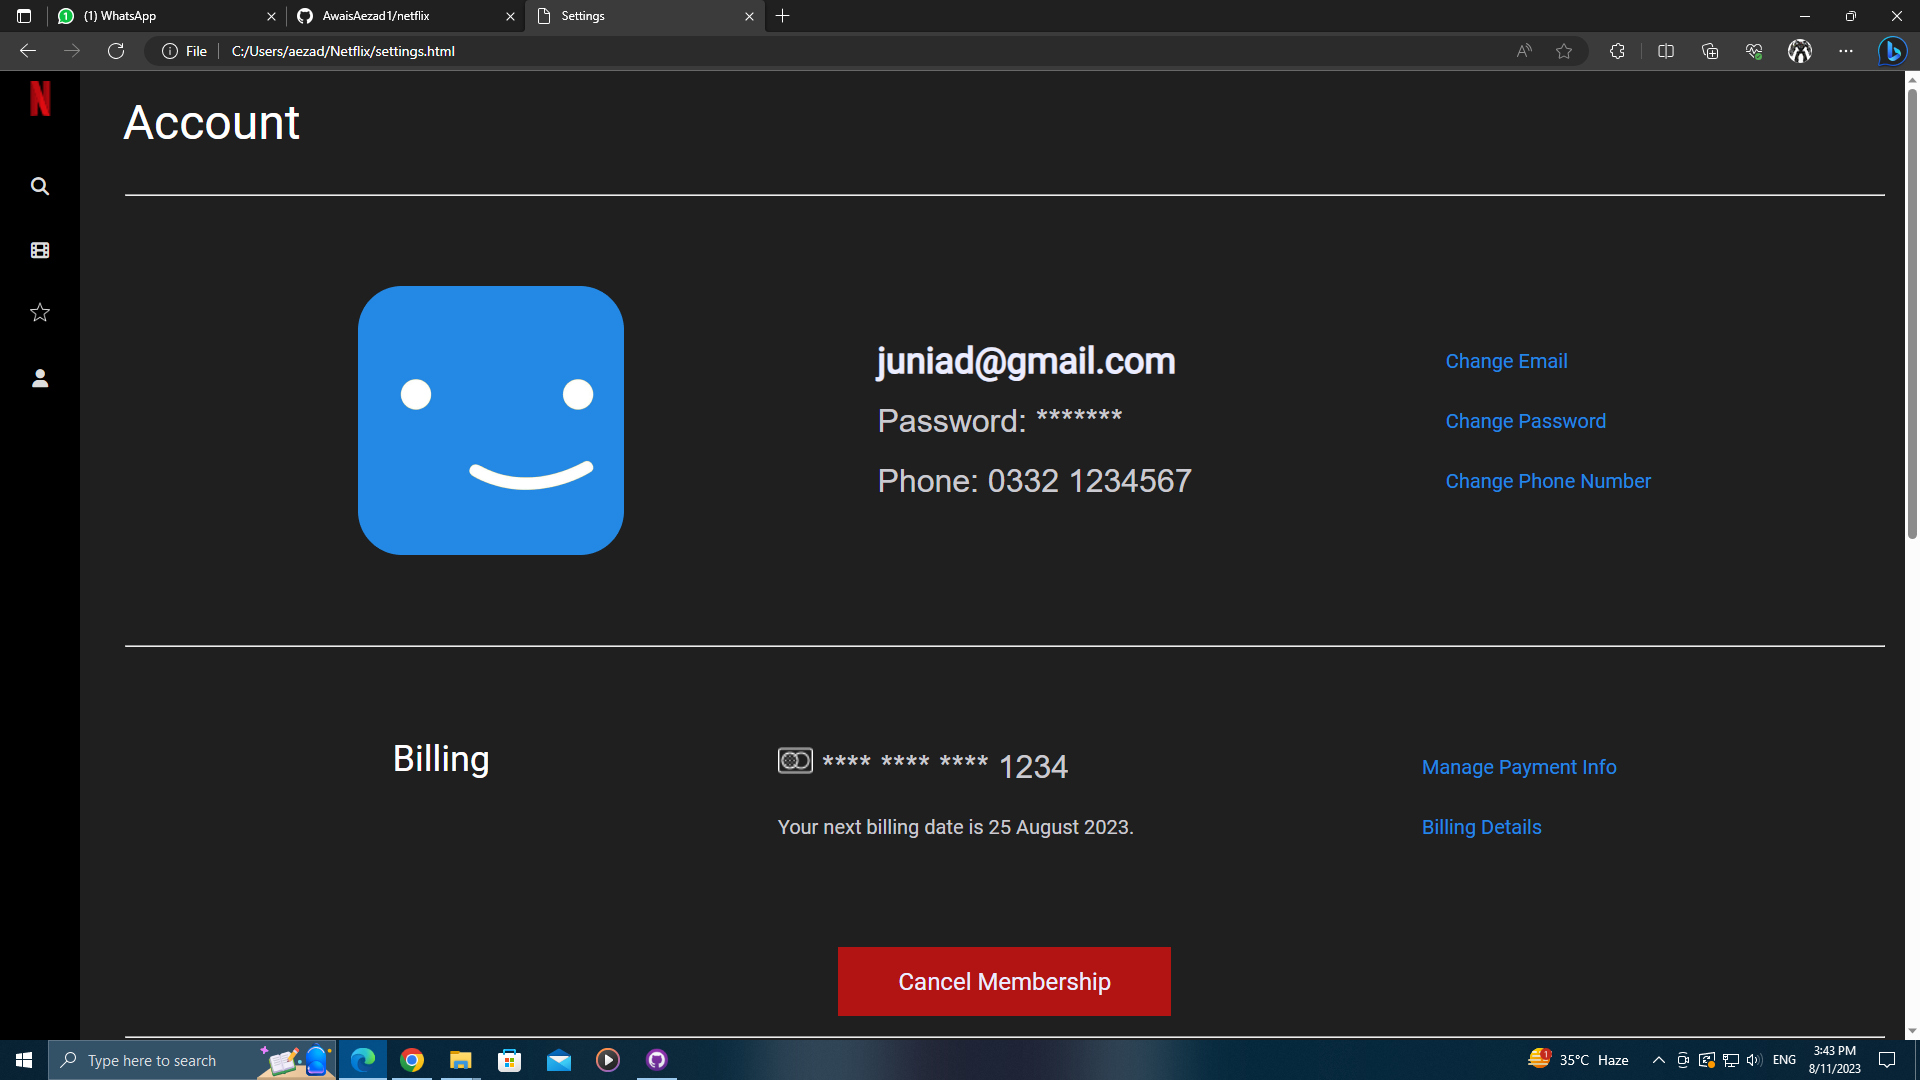 (1) WhatsApp
AwaisAezad1/netflix
Settings
File
C:/Users/aezad/Netflix/settings.html
N
Account
juniad@gmail.com
Change Email
Password: *******
Change Password
Phone: 0332 1234567
Change Phone Number
Billing
**** **** **** 1234
Manage Payment Info
Your next billing date is 25 August 2023.
Billing Details
Cancel Membership
Type here to search
1
35°C Haze
ENG
3:43 PM
8/11/2023